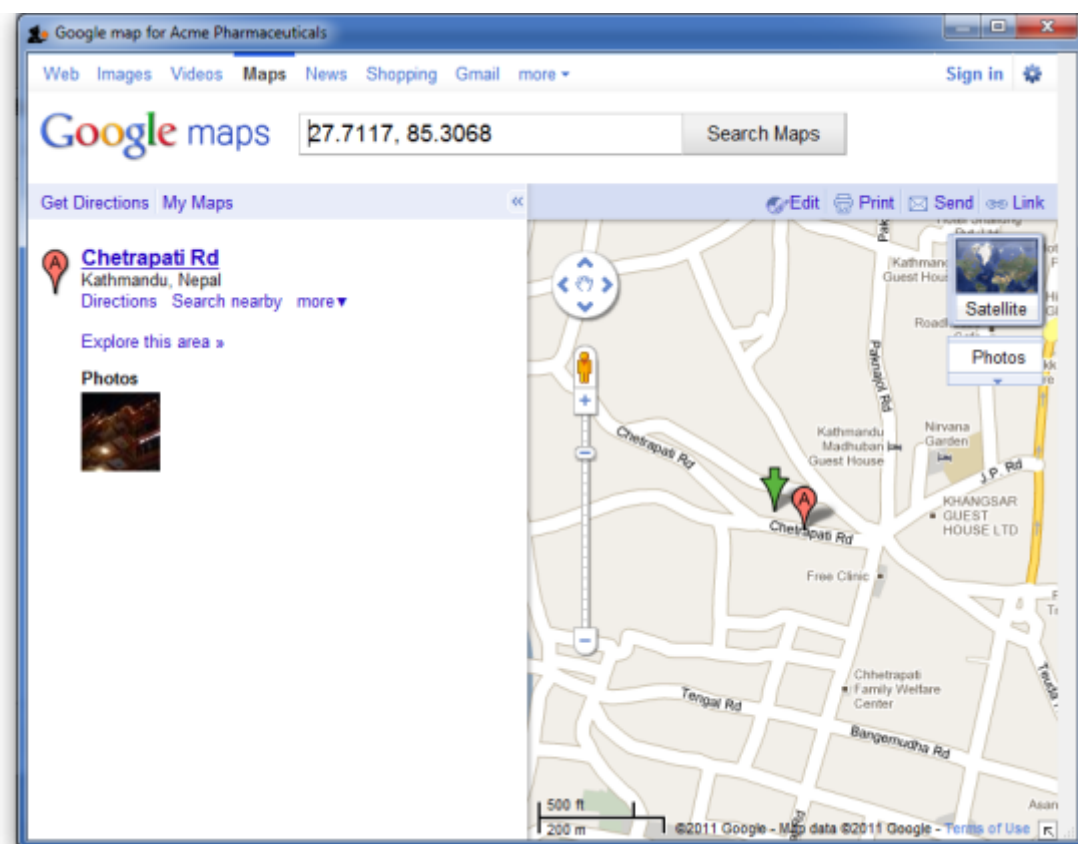 Google map for Acme Pharmaceuticals
Web Images Videos Maps News Shopping Gmail more
Sign in
Google maps
27.7117, 85.3068
Search Maps
Get Directions My Maps
«
Edit Print Send Link
A
Chetrapati Rd
Kathmandu, Nepal
Directions Search nearby more▼
Explore this area »
Photos
Satellite
Photos
Guest House
Paknajol Rd
Chetrapati Rd
Kathmandu
Madhuban
Guest House
Nirvana
Garden
J.P. Rd
KHANGSAR
GUEST
HOUSE LTD
A
Chetrapati Rd
Free Clinic
Chhetrapati
Family Welfare
Center
Tengal Rd
Bangemudha Rd
Teuda
Asan
500 ft
200 m
©2011 Google - Map data ©2011 Google - Terms of Use